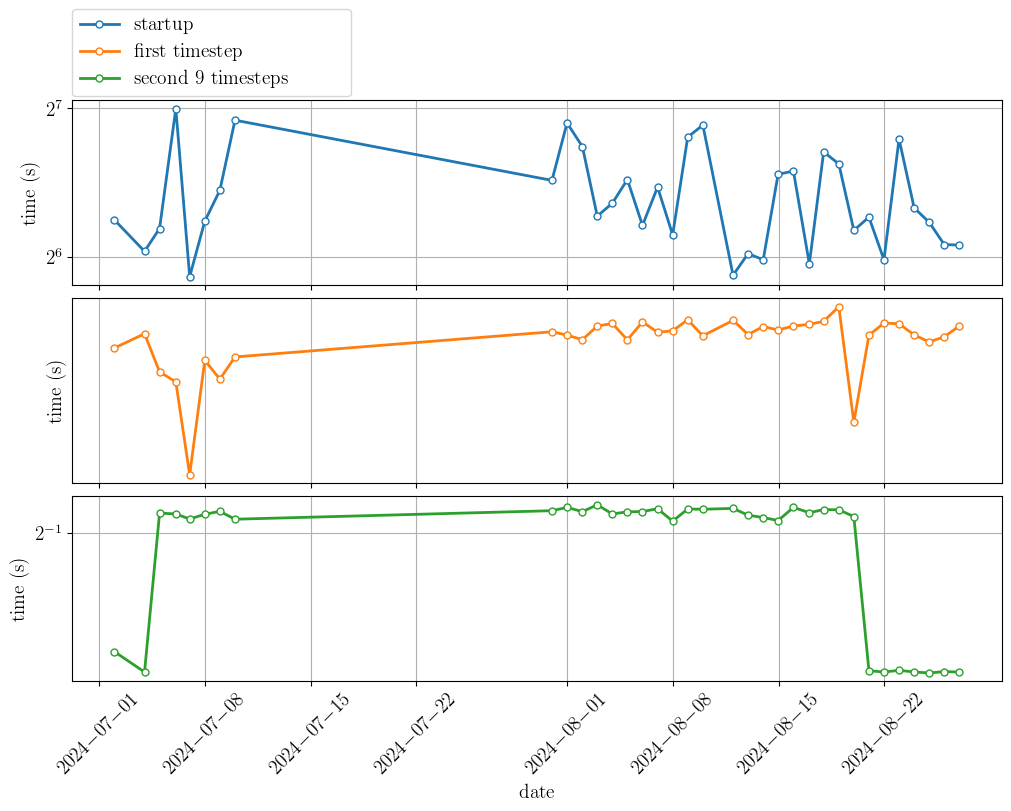 startup
first timestep
second 9 timesteps
2^7
2^6
time (s)
time (s)
2^−1
time (s)
2024−07−01
2024−07−08
2024−07−15
2024−07−22
2024−08−01
2024−08−08
2024−08−15
2024−08−22
date